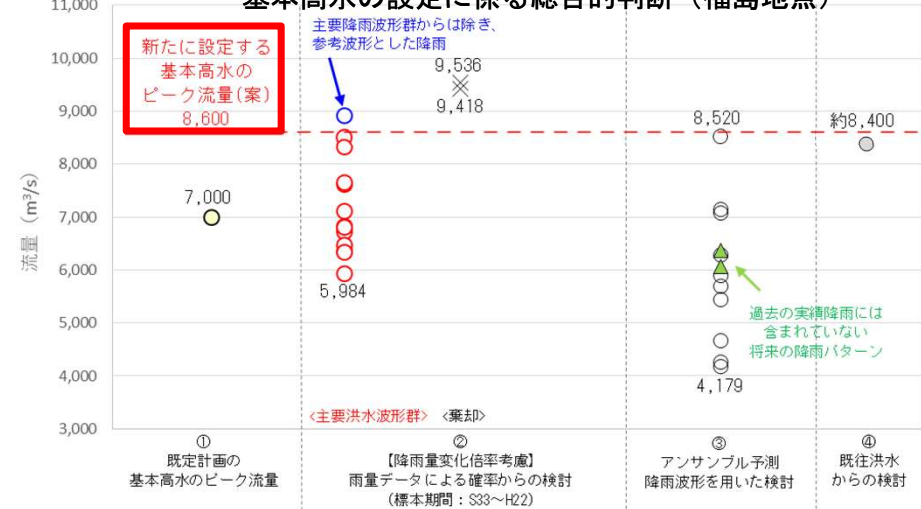 基本高水の設定に係る総合的判断（福島地点）
11,000
10,000
9,000
8,000
7,000
6,000
5,000
4,000
3,000
流量（m³/s）
新たに設定する
基本高水の
ピーク流量(案)
8,600
主要降雨波形群からは除き、
参考波形とした降雨
9,536
9,418
8,520
約8,400
7,000
5,984
過去の実績降雨には
含まれていない
将来の降雨パターン
4,179
<主要洪水波形群> <棄却>
①
既定計画の
基本高水のピーク流量
②
【降雨量変化倍率考慮】
雨量データによる確率からの検討
（標本期間：S33～H22）
③
アンサンブル予測
降雨波形を用いた検討
④
既往洪水
からの検討